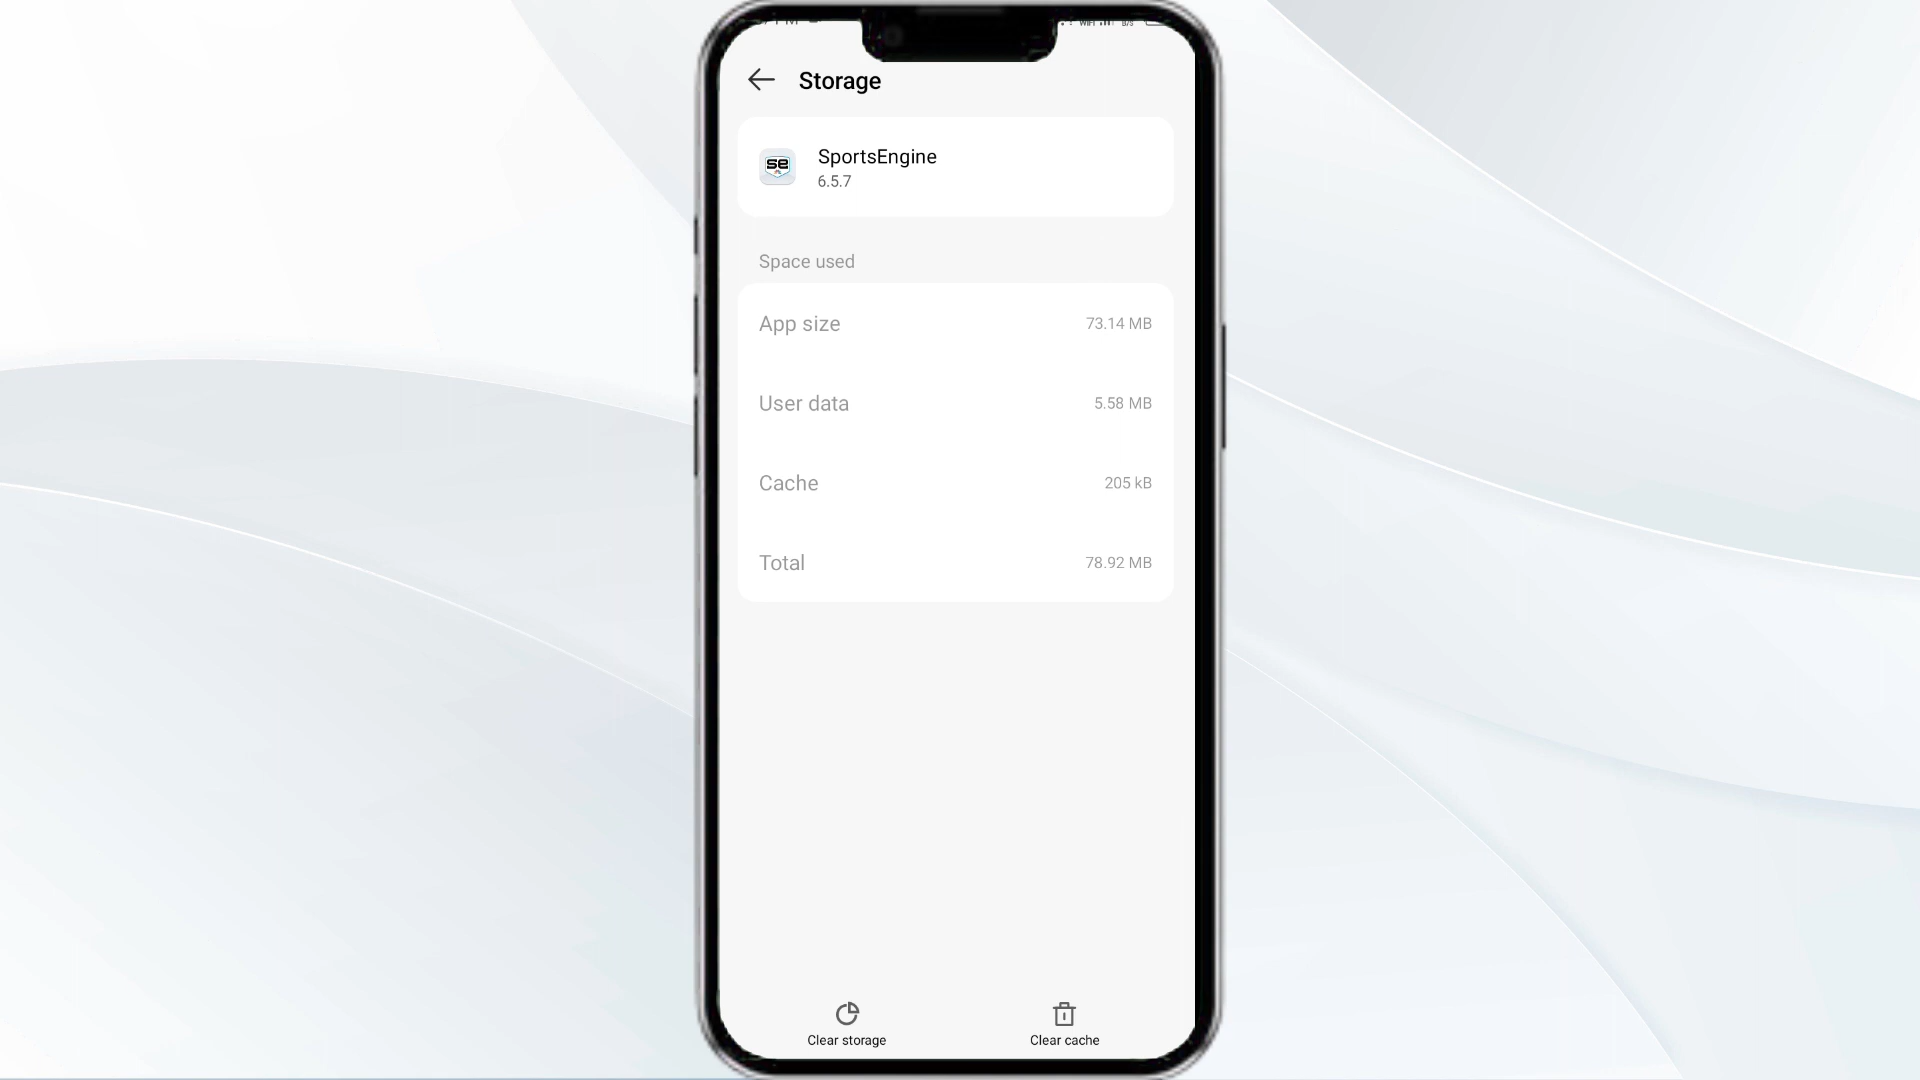 Storage
se
SportsEngine
6.5.7
Space used
App size 73.14 MB
User data 5.58 MB
Cache 205 kB
Total 78.92 MB
Clear storage Clear cache